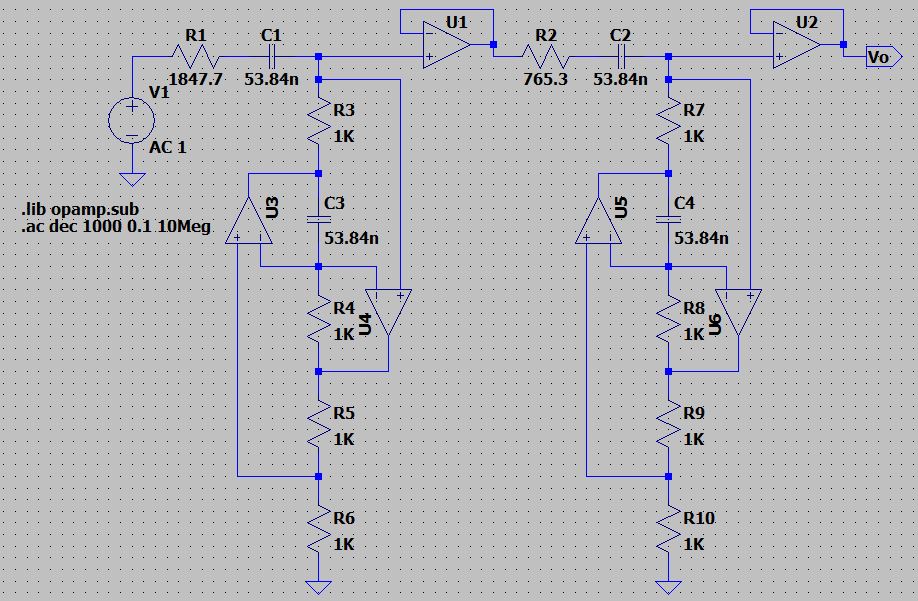 U1
U2
R1
C1
R2
C2
1847.7
53.84n
765.3
53.84n
Vo
V1
AC 1
R3
1K
R7
1K
.lib opamp.sub
.ac dec 1000 0.1 10Meg
U3
C3
53.84n
U5
C4
53.84n
R4
1K
U4
R8
1K
U6
R5
1K
R9
1K
R6
1K
R10
1K